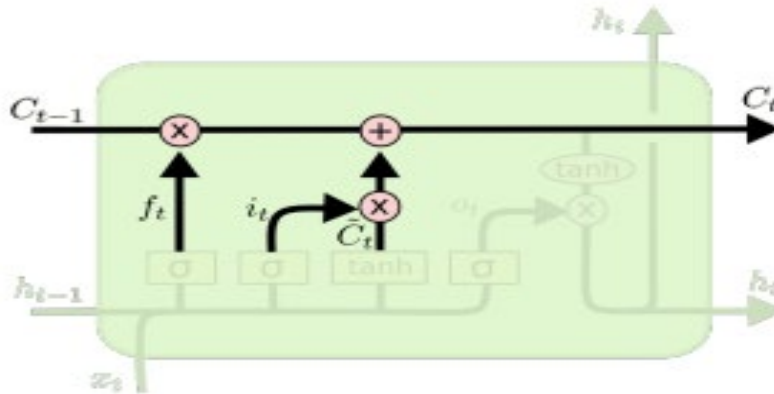 h_t
C_{t-1} × + C_t
tanh
f_t i_t × o_t ×
C̃_t
σ σ tanh σ
h_{t-1} h_t
x_t